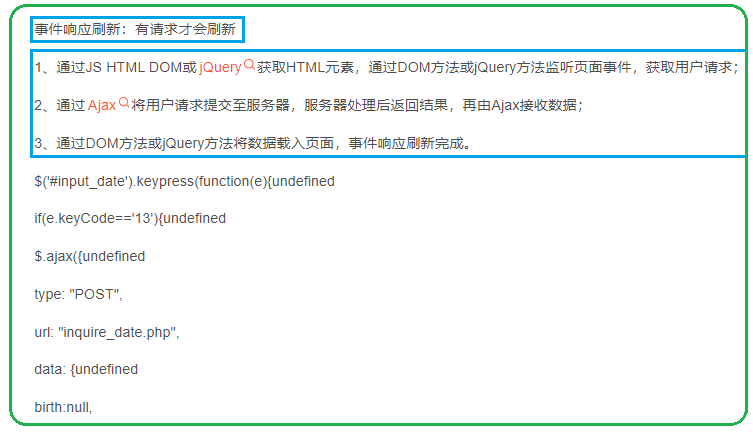 事件响应刷新：有请求才会刷新
1、通过JS HTML DOM或jQuery获取HTML元素，通过DOM方法或jQuery方法监听页面事件，获取用户请求；
2、通过Ajax将用户请求提交至服务器，服务器处理后返回结果，再由Ajax接收数据；
3、通过DOM方法或jQuery方法将数据载入页面，事件响应刷新完成。
$('#input_date').keypress(function(e){undefined
if(e.keyCode=='13'){undefined
$.ajax({undefined
type: "POST",
url: "inquire_date.php",
data: {undefined
birth:null,